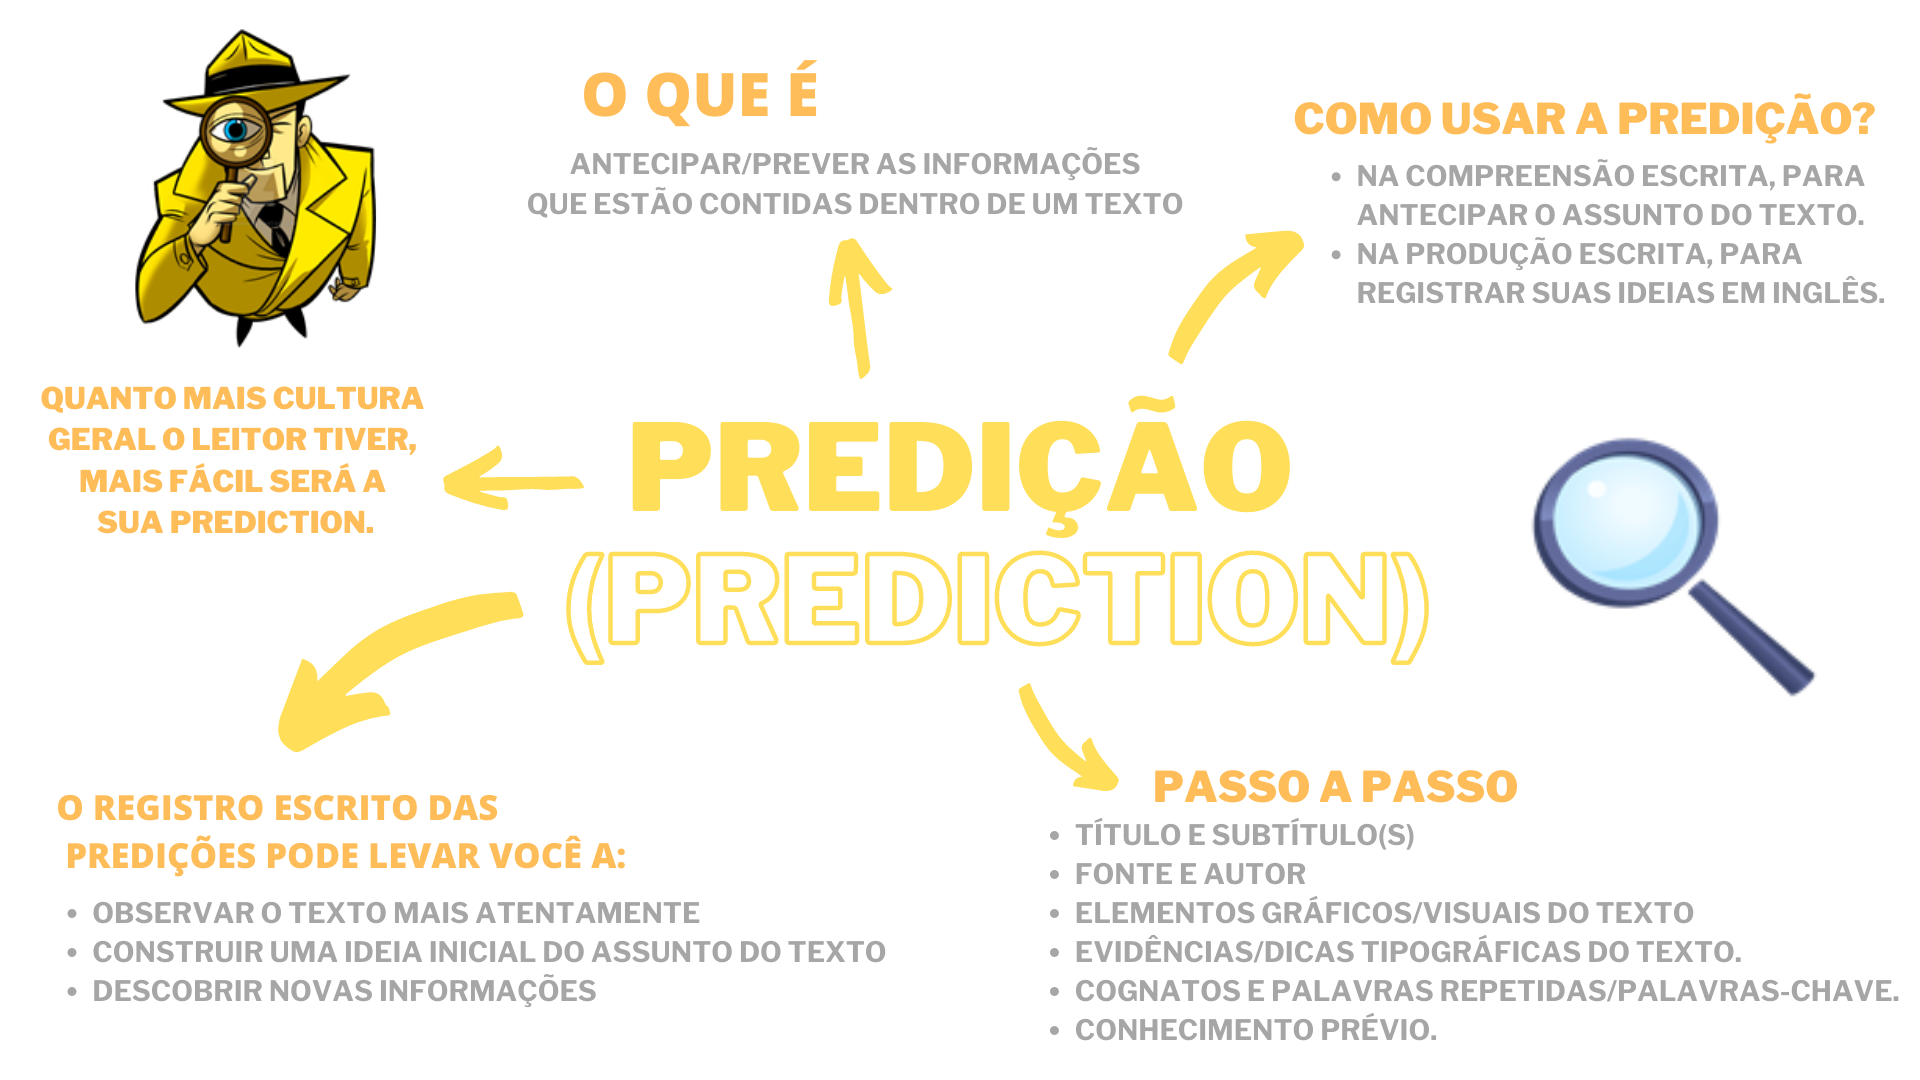 O QUE É
ANTECIPAR/PREVER AS INFORMAÇÕES
QUE ESTÃO CONTIDAS DENTRO DE UM TEXTO
COMO USAR A PREDIÇÃO?
• NA COMPREENSÃO ESCRITA, PARA
ANTECIPAR O ASSUNTO DO TEXTO.
• NA PRODUÇÃO ESCRITA, PARA
REGISTRAR SUAS IDEIAS EM INGLÊS.
QUANTO MAIS CULTURA
GERAL O LEITOR TIVER,
MAIS FÁCIL SERÁ A
SUA PREDICTION.
PREDIÇÃO
(PREDICTION)
O REGISTRO ESCRITO DAS
PREDIÇÕES PODE LEVAR VOCÊ A:
• OBSERVAR O TEXTO MAIS ATENTAMENTE
• CONSTRUIR UMA IDEIA INICIAL DO ASSUNTO DO TEXTO
• DESCOBRIR NOVAS INFORMAÇÕES
PASSO A PASSO
• TÍTULO E SUBTÍTULO(S)
• FONTE E AUTOR
• ELEMENTOS GRÁFICOS/VISUAIS DO TEXTO
• EVIDÊNCIAS/DICAS TIPOGRÁFICAS DO TEXTO.
• COGNATOS E PALAVRAS REPETIDAS/PALAVRAS-CHAVE.
• CONHECIMENTO PRÉVIO.